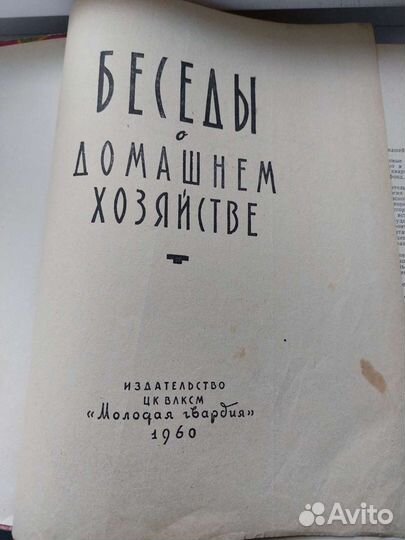 БЕСЕДЫ
о
ДОМАШНЕМ
ХОЗЯЙСТВЕ
ИЗДАТЕЛЬСТВО
ЦК ВЛКСМ
«Молодая гвардия»
1960
Avito